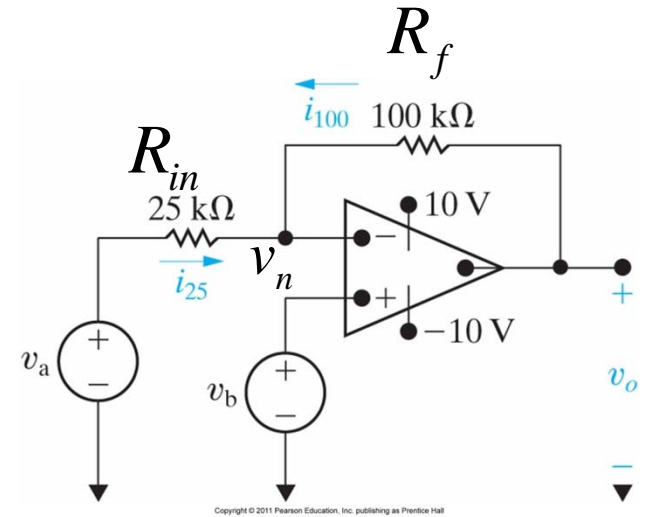 R_f
i_100 100 kΩ
R_in
25 kΩ
10 V
−
v_n
i_25
+
−10 V
+
v_a
+
−
v_b
+
−
v_o
−
Copyright © 2011 Pearson Education, Inc. publishing as Prentice Hall